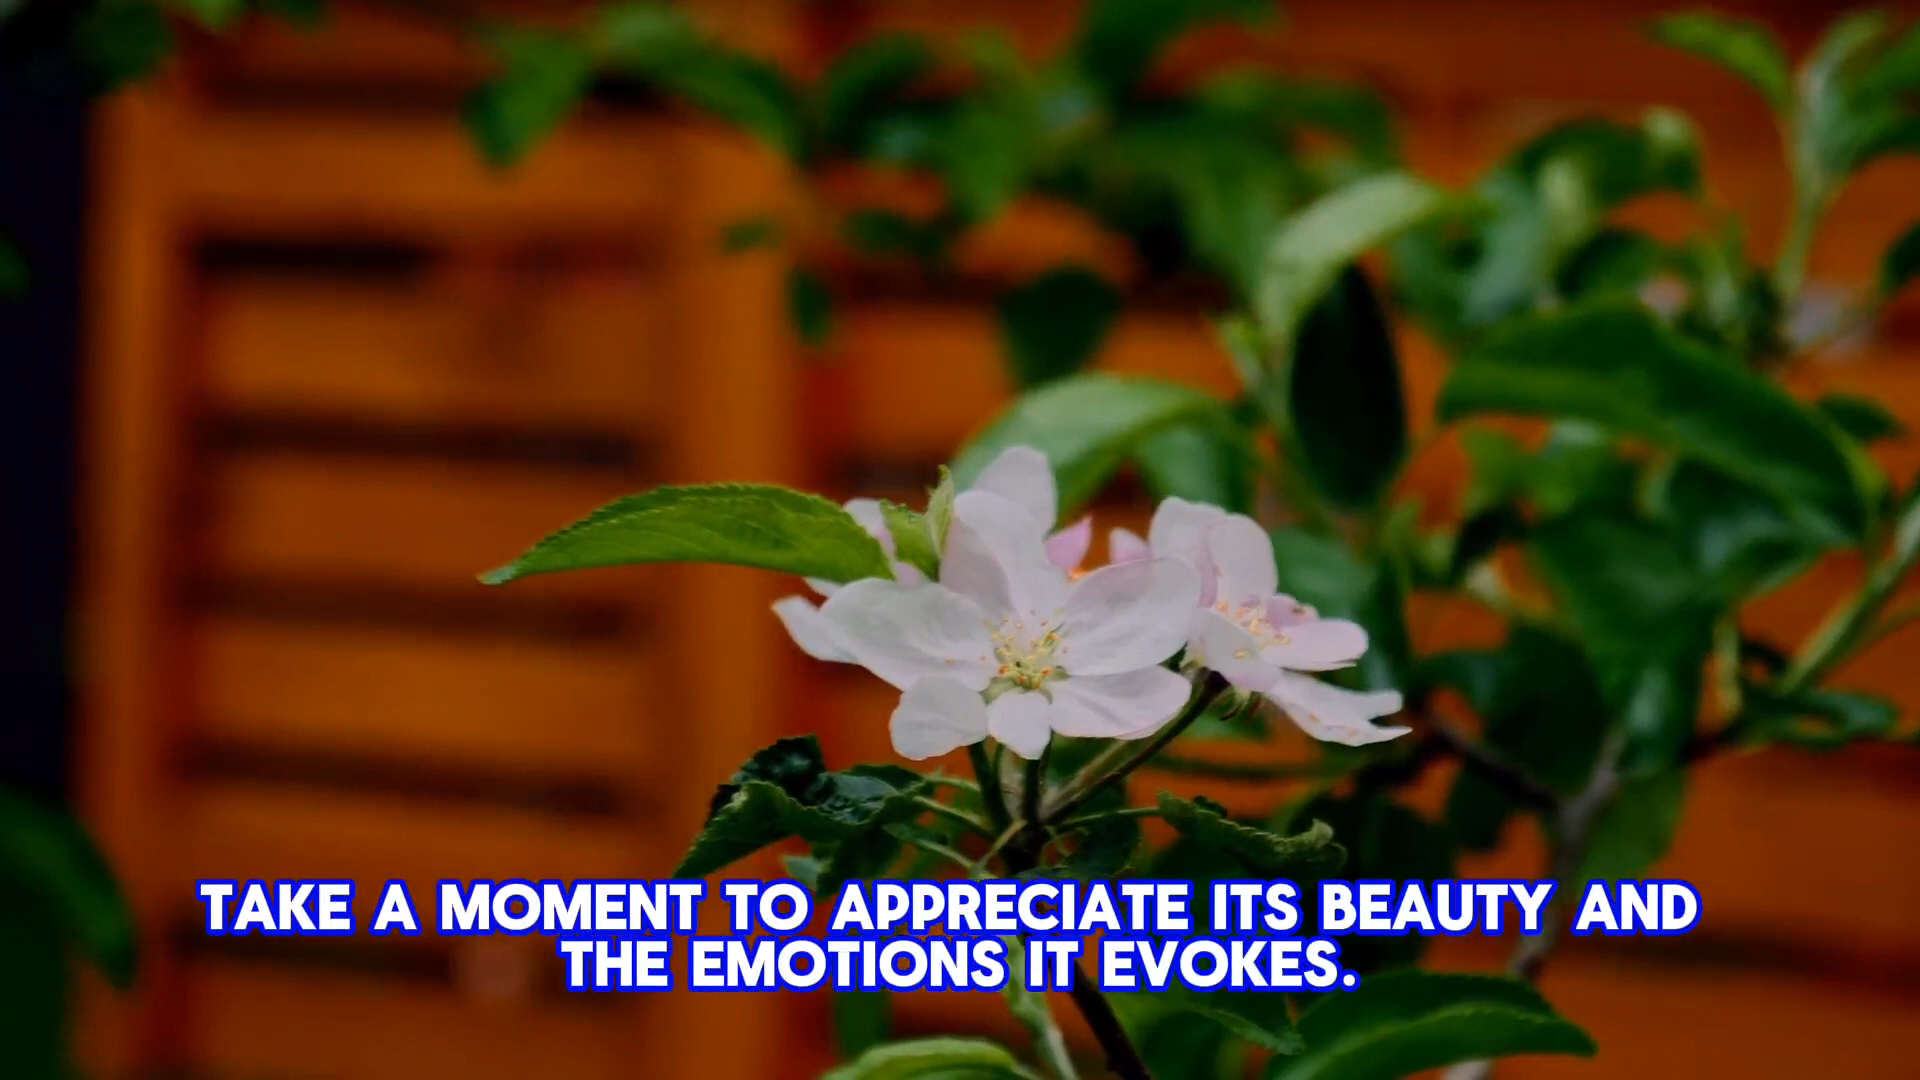 TAKE A MOMENT TO APPRECIATE ITS BEAUTY AND
THE EMOTIONS IT EVOKES.